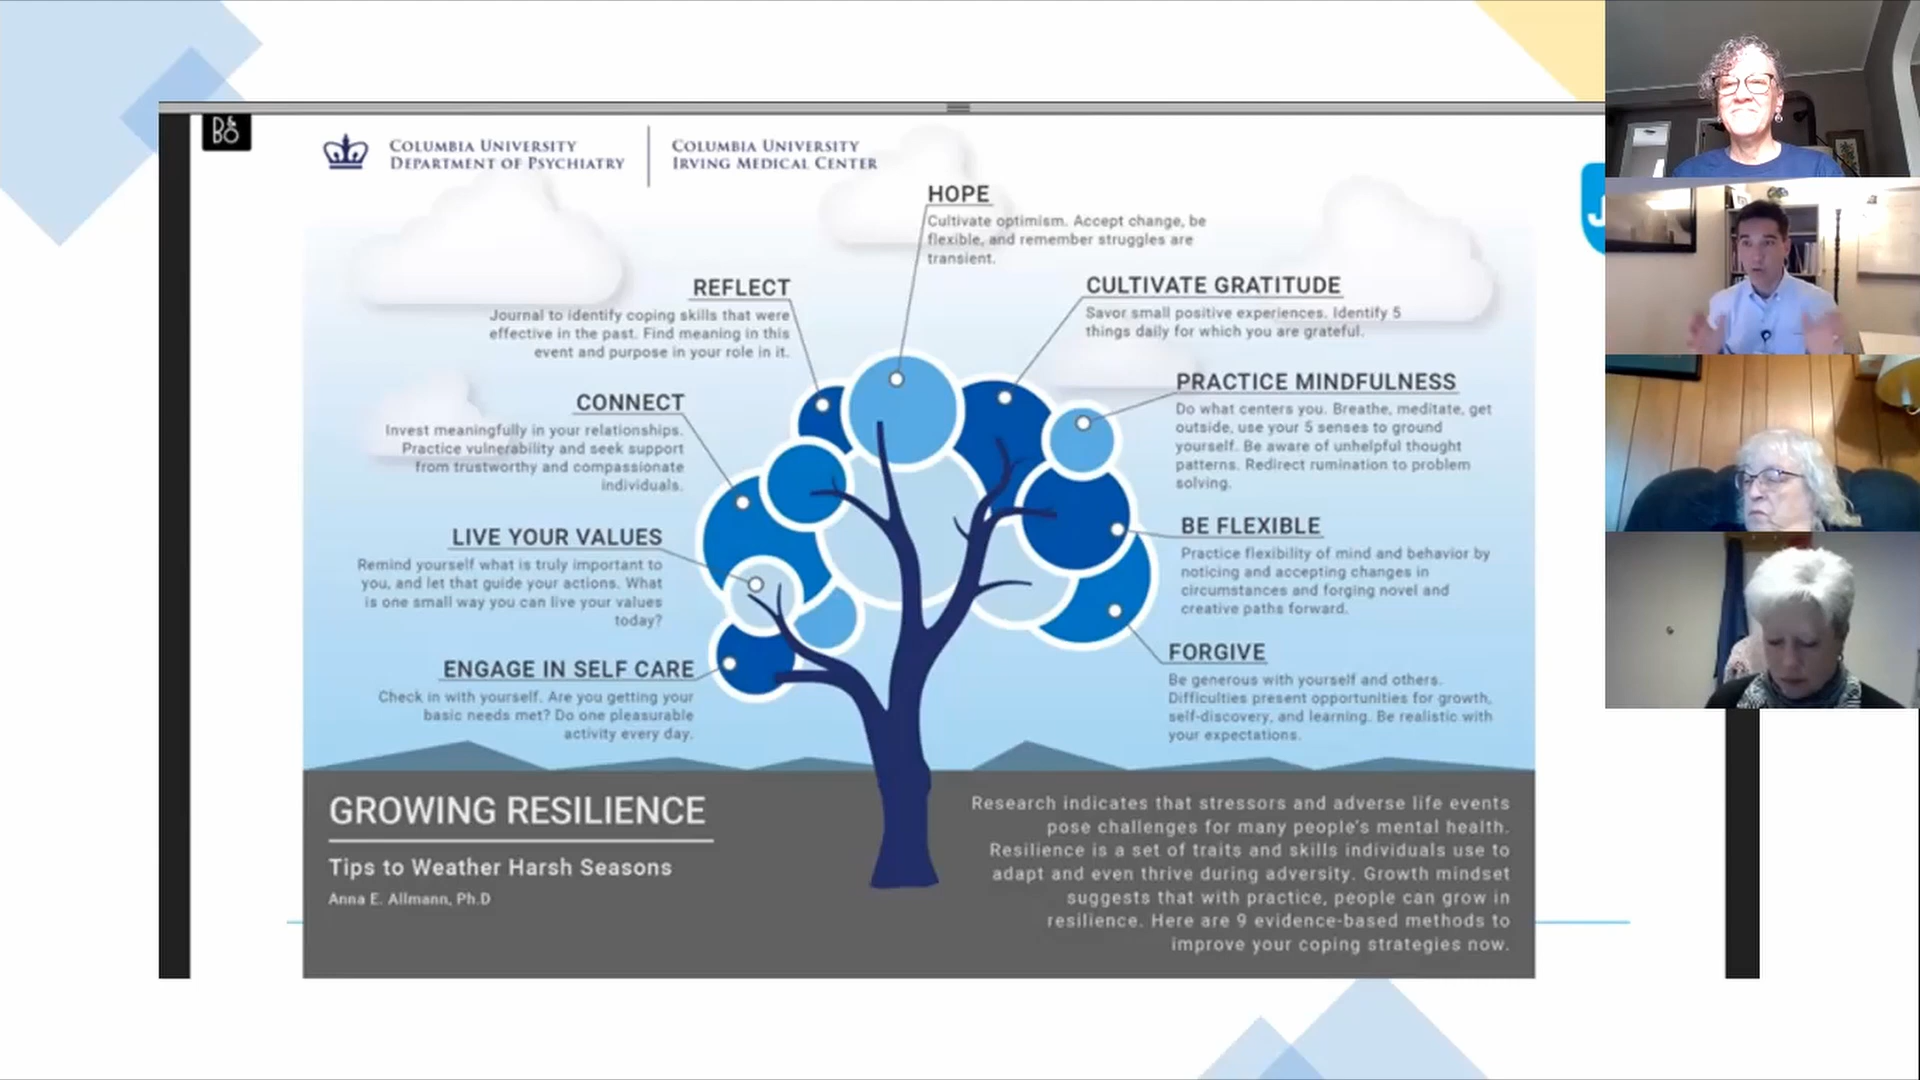 B&O
COLUMBIA UNIVERSITY
DEPARTMENT OF PSYCHIATRY
COLUMBIA UNIVERSITY
IRVING MEDICAL CENTER
HOPE
Cultivate optimism. Accept change, be
flexible, and remember struggles are
transient.
REFLECT
Journal to identify coping skills that were
effective in the past. Find meaning in this
event and purpose in your role in it.
CULTIVATE GRATITUDE
Savor small positive experiences. Identify 5
things daily for which you are grateful.
CONNECT
Invest meaningfully in your relationships.
Practice vulnerability and seek support
from trustworthy and compassionate
individuals.
PRACTICE MINDFULNESS
Do what centers you. Breathe, meditate, get
outside, use your 5 senses to ground
yourself. Be aware of unhelpful thought
patterns. Redirect rumination to problem
solving.
LIVE YOUR VALUES
Remind yourself what is truly important to
you, and let that guide your actions. What
is one small way you can live your values
today?
BE FLEXIBLE
Practice flexibility of mind and behavior by
noticing and accepting changes in
circumstances and forging novel and
creative paths forward.
ENGAGE IN SELF CARE
Check in with yourself. Are you getting your
basic needs met? Do one pleasurable
activity every day.
FORGIVE
Be generous with yourself and others.
Difficulties present opportunities for growth,
self-discovery, and learning. Be realistic with
your expectations.
GROWING RESILIENCE
Tips to Weather Harsh Seasons
Anna E. Allmann, Ph.D
Research indicates that stressors and adverse life events
pose challenges for many people's mental health.
Resilience is a set of traits and skills individuals use to
adapt and even thrive during adversity. Growth mindset
suggests that with practice, people can grow in
resilience. Here are 9 evidence-based methods to
improve your coping strategies now.